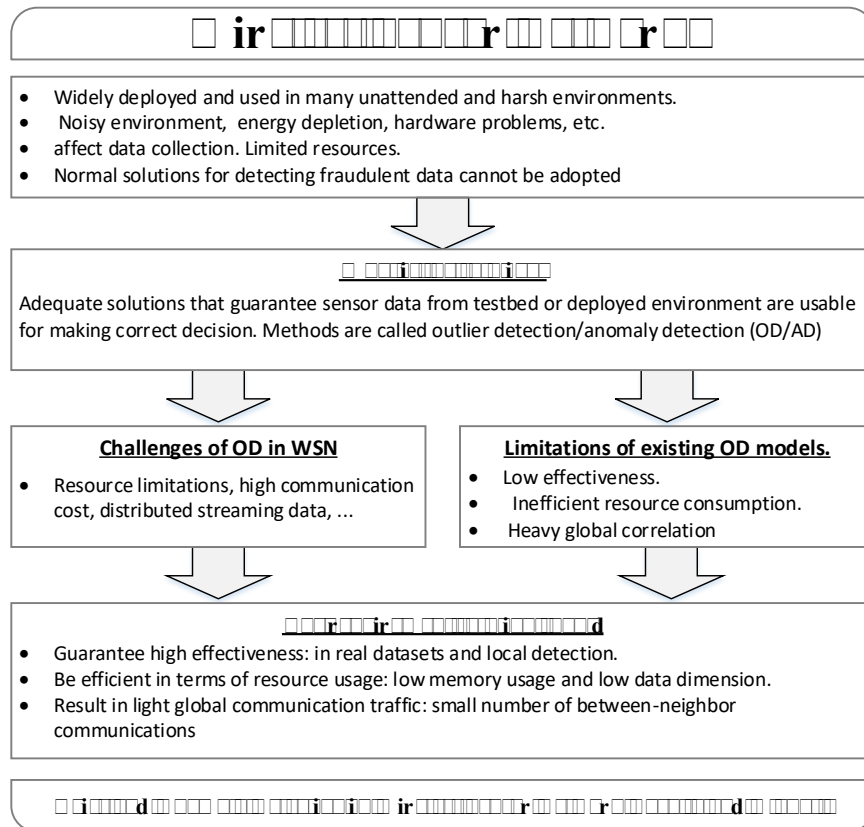 • Widely deployed and used in many unattended and harsh environments.
• Noisy environment, energy depletion, hardware problems, etc.
• affect data collection. Limited resources.
• Normal solutions for detecting fraudulent data cannot be adopted
Adequate solutions that guarantee sensor data from testbed or deployed environment are usable
for making correct decision. Methods are called outlier detection/anomaly detection (OD/AD)
Challenges of OD in WSN
• Resource limitations, high communication
cost, distributed streaming data, ...
Limitations of existing OD models.
• Low effectiveness.
• Inefficient resource consumption.
• Heavy global correlation
• Guarantee high effectiveness: in real datasets and local detection.
• Be efficient in terms of resource usage: low memory usage and low data dimension.
• Result in light global communication traffic: small number of between-neighbor
communications